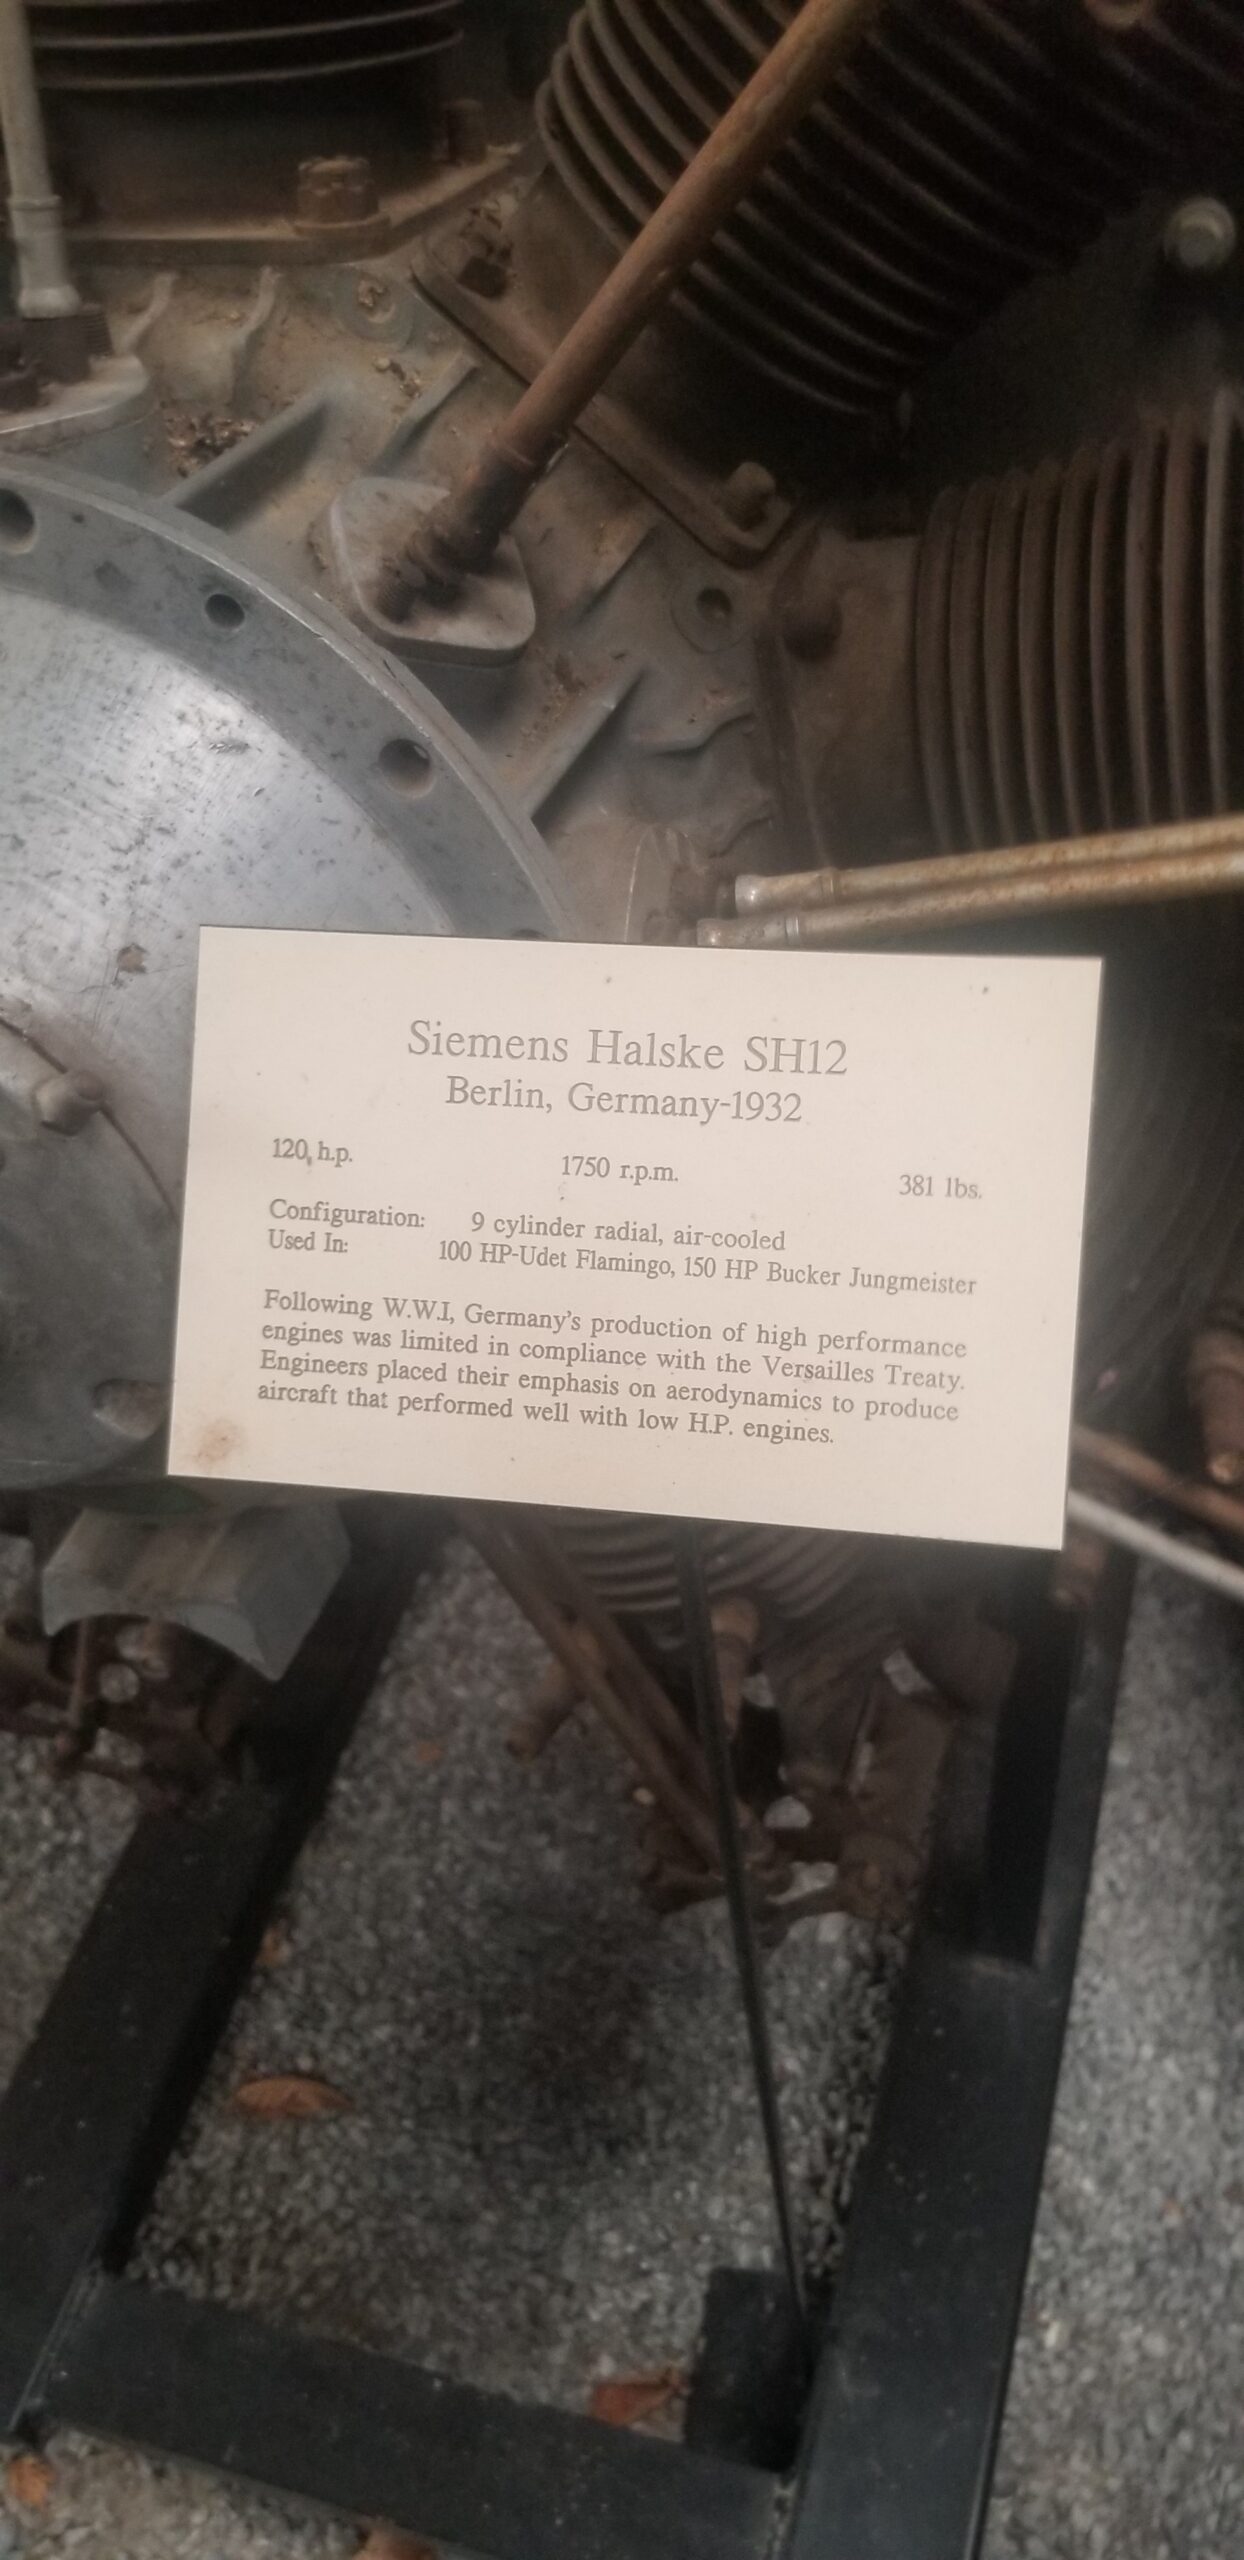 Siemens Halske SH12
Berlin, Germany-1932
120 h.p. 1750 r.p.m. 381 lbs.
Configuration: 9 cylinder radial, air-cooled
Used In: 100 HP-Udet Flamingo, 150 HP Bucker Jungmeister
Following W.W.I, Germany's production of high performance
engines was limited in compliance with the Versailles Treaty.
Engineers placed their emphasis on aerodynamics to produce
aircraft that performed well with low H.P. engines.